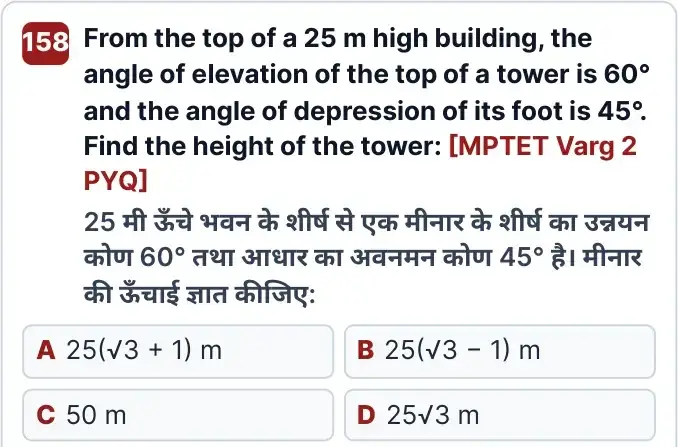 158 From the top of a 25 m high building, the
angle of elevation of the top of a tower is 60°
and the angle of depression of its foot is 45°.
Find the height of the tower: [MPTET Varg 2
PYQ]
25 मी ऊँचे भवन के शीर्ष से एक मीनार के शीर्ष का उन्नयन
कोण 60° तथा आधार का अवनमन कोण 45° है। मीनार
की ऊँचाई ज्ञात कीजिए:
A 25(√3 + 1) m B 25(√3 − 1) m
C 50 m D 25√3 m